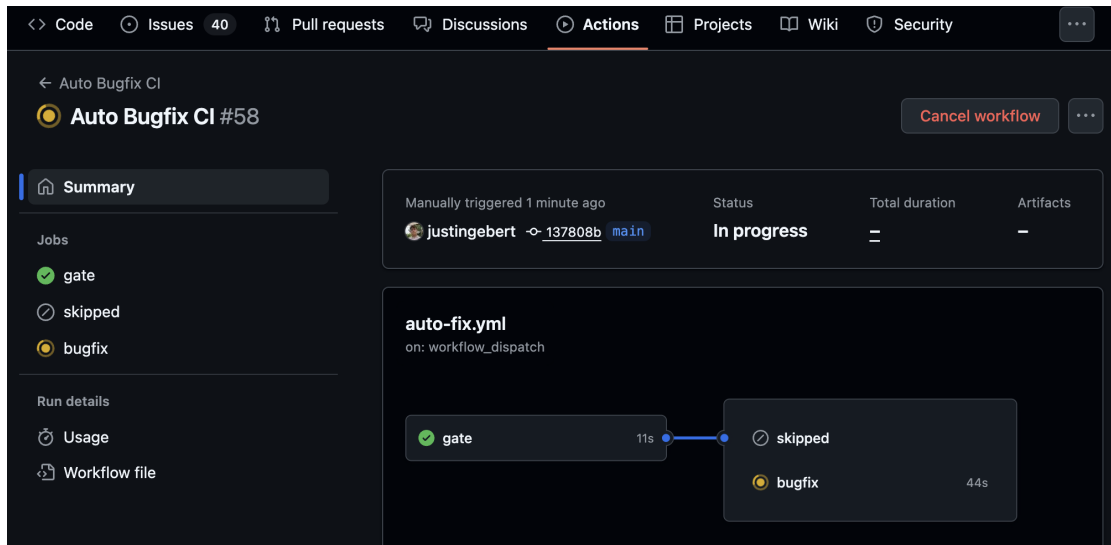 Code Issues 40 Pull requests Discussions Actions Projects Wiki Security ...
← Auto Bugfix CI
Auto Bugfix CI #58
Cancel workflow ...
Summary
Jobs
gate
skipped
bugfix
Run details
Usage
Workflow file
Manually triggered 1 minute ago
justingebert 137808b main
Status
In progress
Total duration
–
Artifacts
–
auto-fix.yml
on: workflow_dispatch
gate 11s
skipped
bugfix 44s